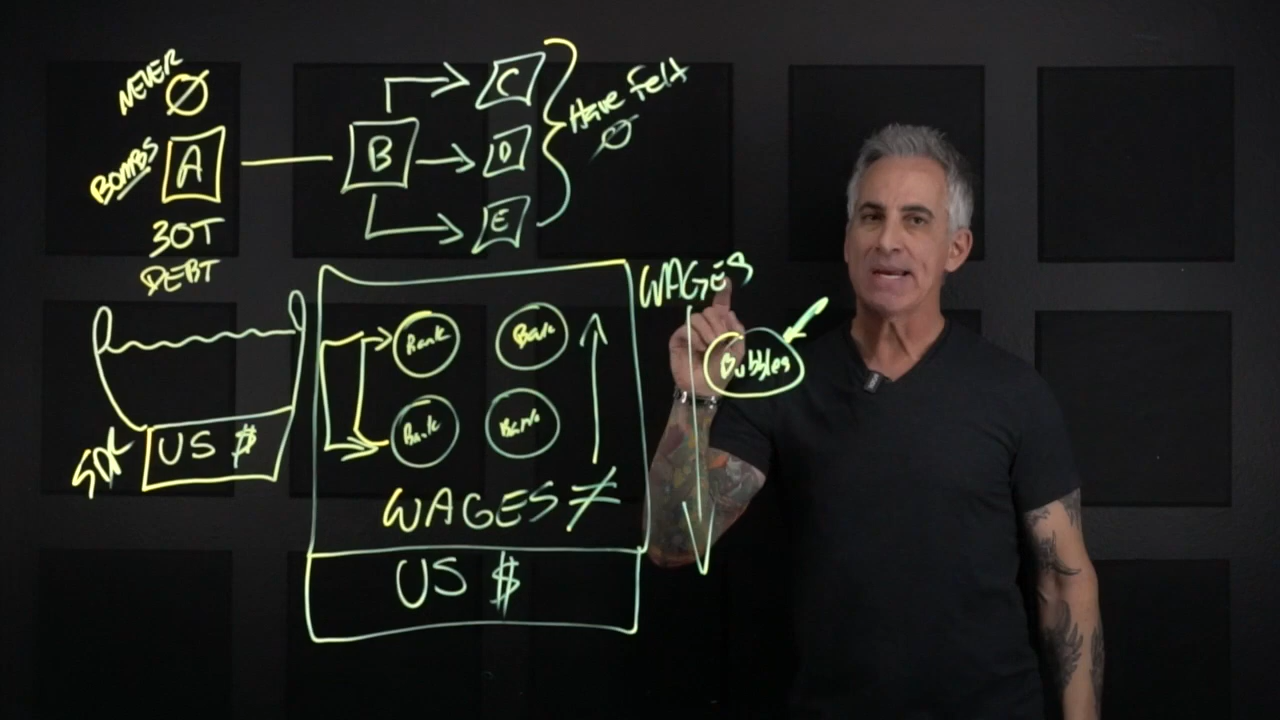 NEVER
Ø
BOMBS
A
30T
DEBT
B
C
D
E
Have Felt
Ø
US $
Bank
Bank
Bank
Bank
WAGES ≠
US $
WAGES
Bubbles